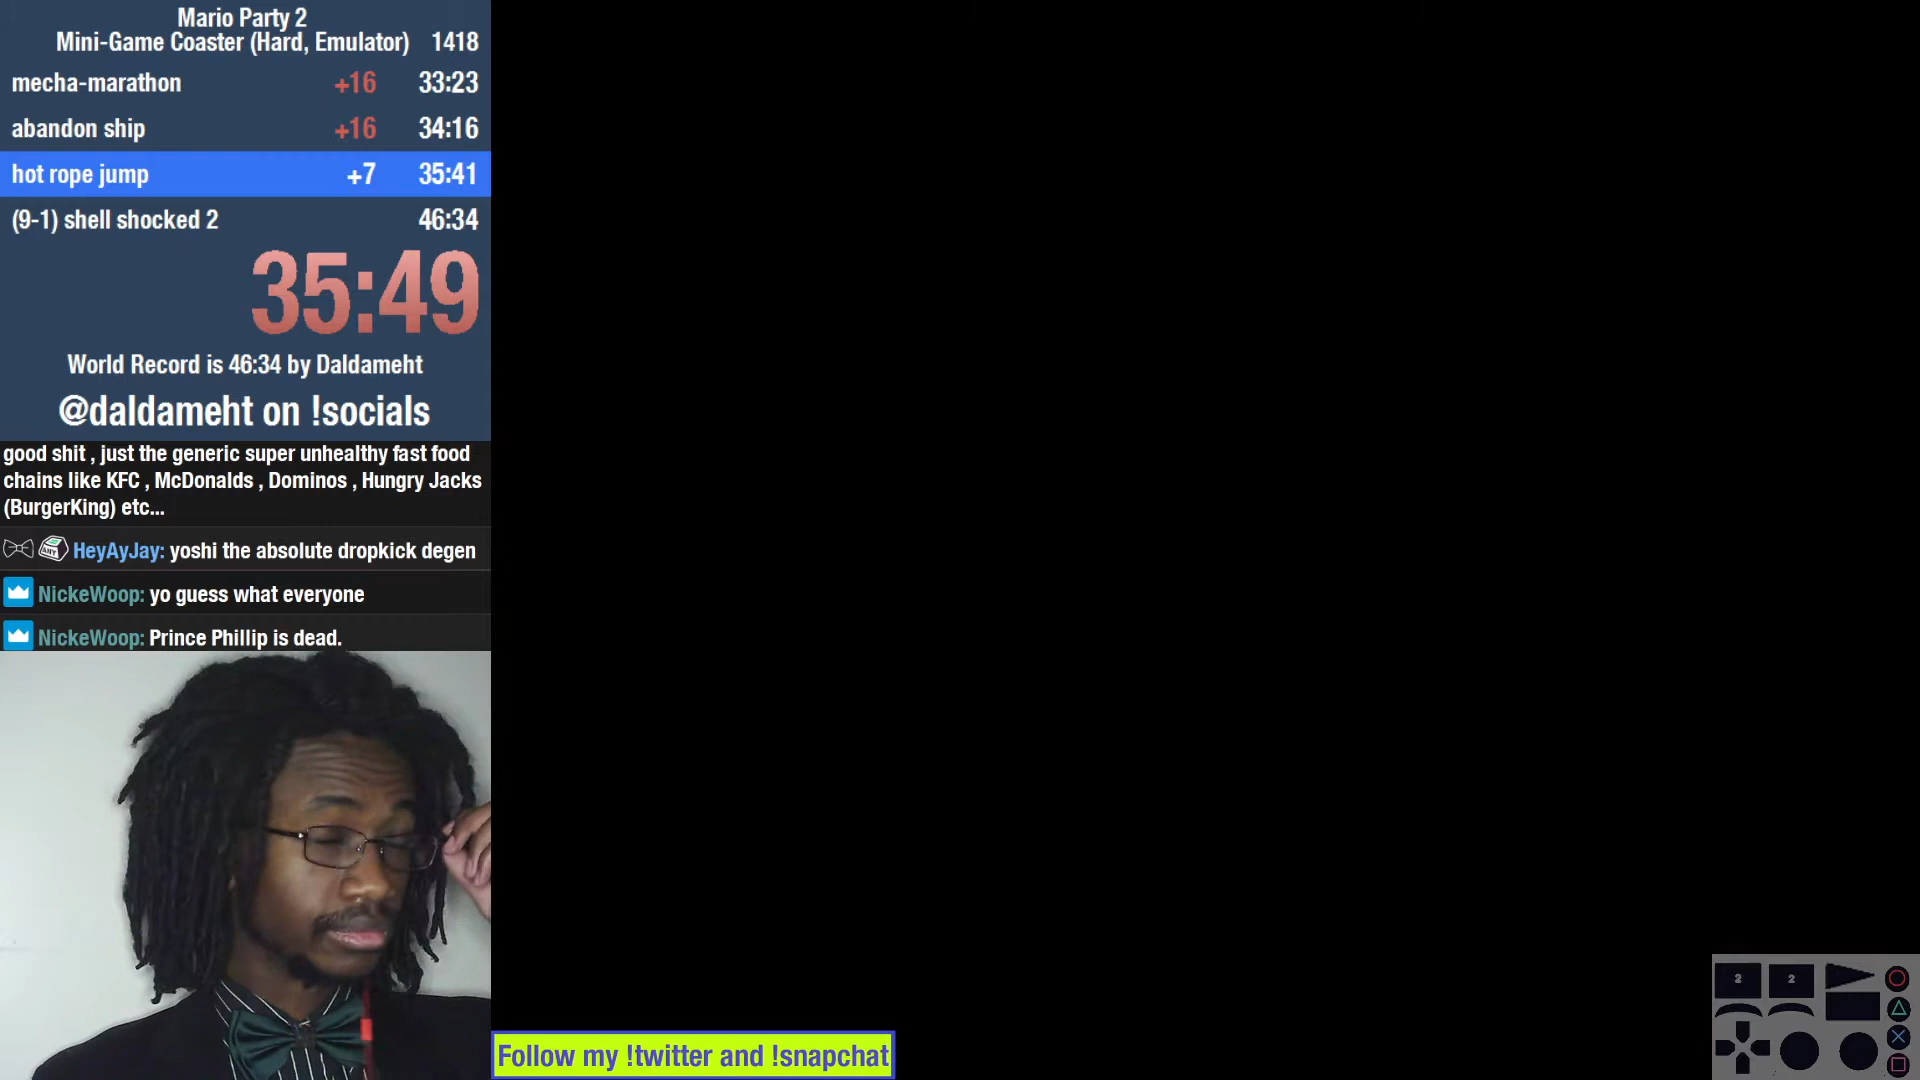 Mario Party 2
Mini-Game Coaster (Hard, Emulator) 1418
mecha-marathon +16 33:23
abandon ship +16 34:16
hot rope jump +7 35:41
(9-1) shell shocked 2 46:34
35:49
World Record is 46:34 by Daldameht
@daldameht on !socials
good shit , just the generic super unhealthy fast food
chains like KFC , McDonalds , Dominos , Hungry Jacks
(BurgerKing) etc...
ANY HeyAyJay: yoshi the absolute dropkick degen
NickeWoop: yo guess what everyone
NickeWoop: Prince Phillip is dead.
Follow my !twitter and !snapchat
2 2